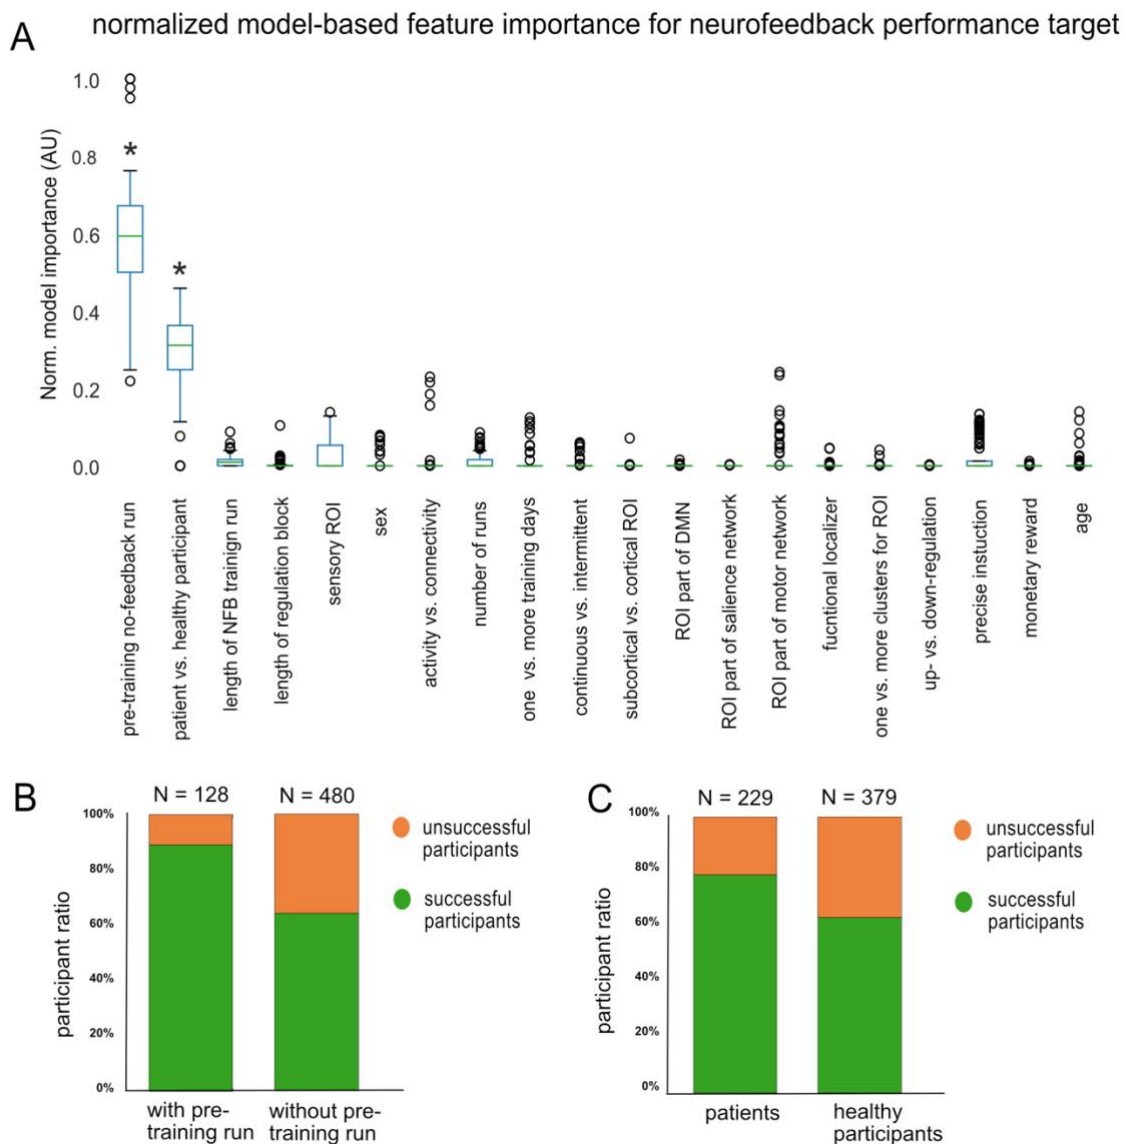 A
normalized model-based feature importance for neurofeedback performance target
Norm. model importance (AU)
1.0
0.8
0.6
0.4
0.2
0.0
*
*
pre-training no-feedback run
patient vs. healthy participant
length of NFB trainign run
length of regulation block
sensory ROI
sex
activity vs. connectivity
number of runs
one vs. more training days
continuous vs. intermittent
subcortical vs. cortical ROI
ROI part of DMN
ROI part of salience network
ROI part of motor network
fucntional localizer
one vs. more clusters for ROI
up- vs. down-regulation
precise instuction
monetary reward
age
B
N = 128
N = 480
participant ratio
100%
80%
60%
40%
20%
0%
with pre-
training run
without pre-
training run
unsuccessful
participants
successful
participants
C
N = 229
N = 379
participant ratio
100%
80%
60%
40%
20%
0%
patients
healthy
participants
unsuccessful
participants
successful
participants